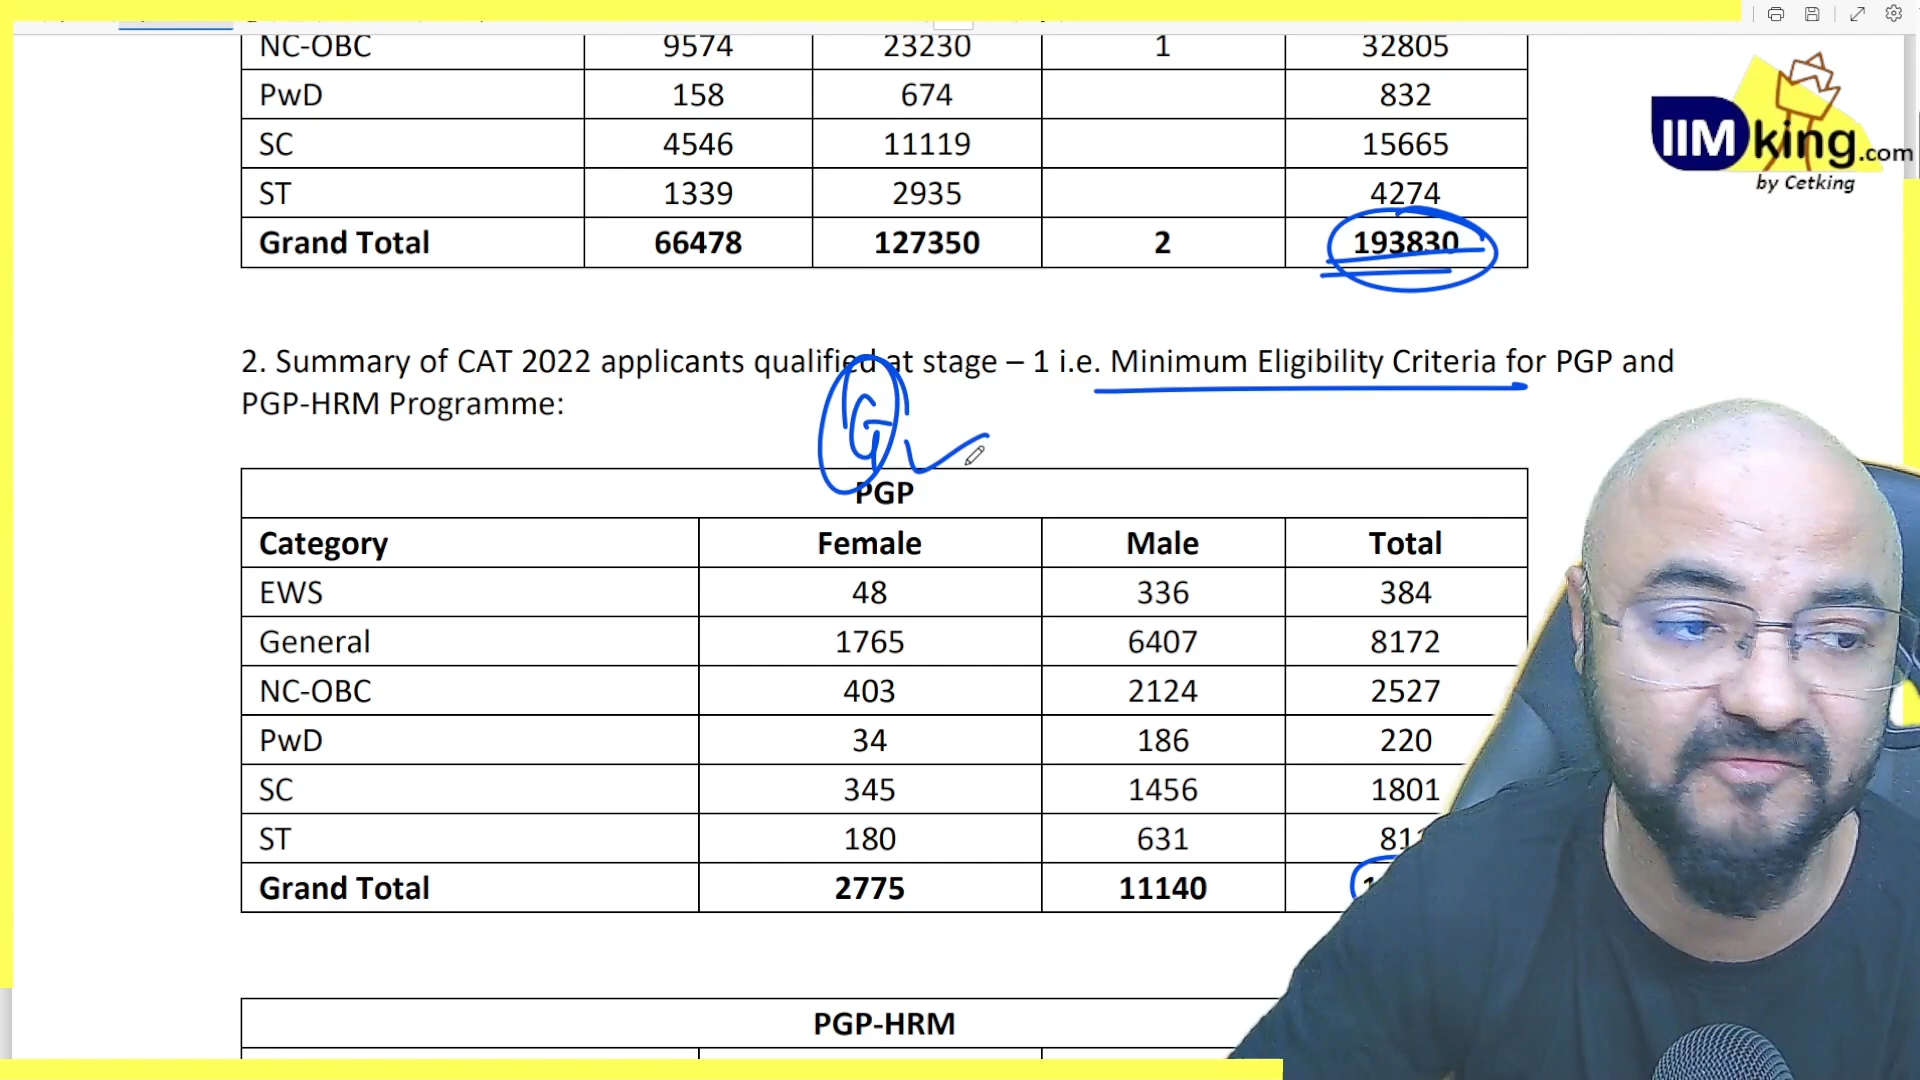 NC-OBC 9574 23230 1 32805
PwD 158 674 832
SC 4546 11119 15665
ST 1339 2935 4274
Grand Total 66478 127350 2 193830
IIMking.com
by Cetking
2. Summary of CAT 2022 applicants qualified at stage – 1 i.e. Minimum Eligibility Criteria for PGP and
PGP-HRM Programme:
G
PGP
Category Female Male Total
EWS 48 336 384
General 1765 6407 8172
NC-OBC 403 2124 2527
PwD 34 186 220
SC 345 1456 1801
ST 180 631
Grand Total 2775 11140
PGP-HRM